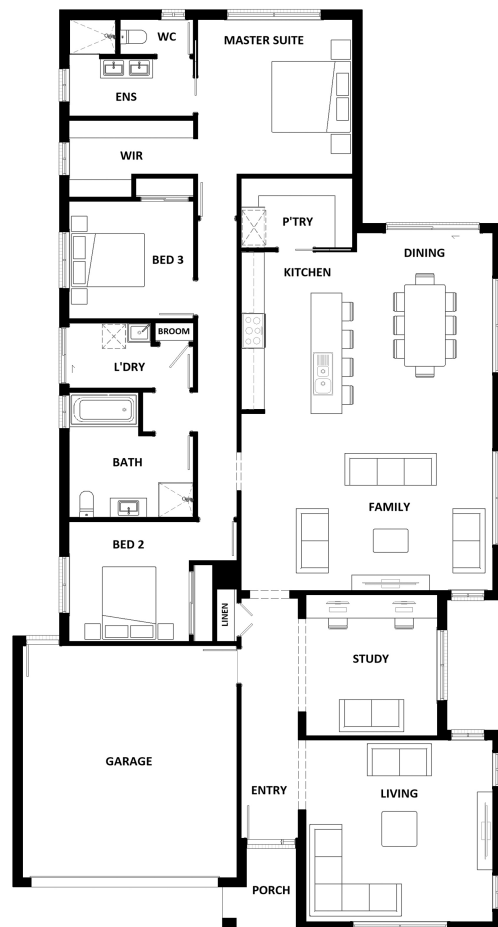 WC
MASTER SUITE
ENS
WIR
P'TRY
BED 3
DINING
KITCHEN
BROOM
L'DRY
BATH
FAMILY
BED 2
LINEN
STUDY
GARAGE
ENTRY
LIVING
PORCH